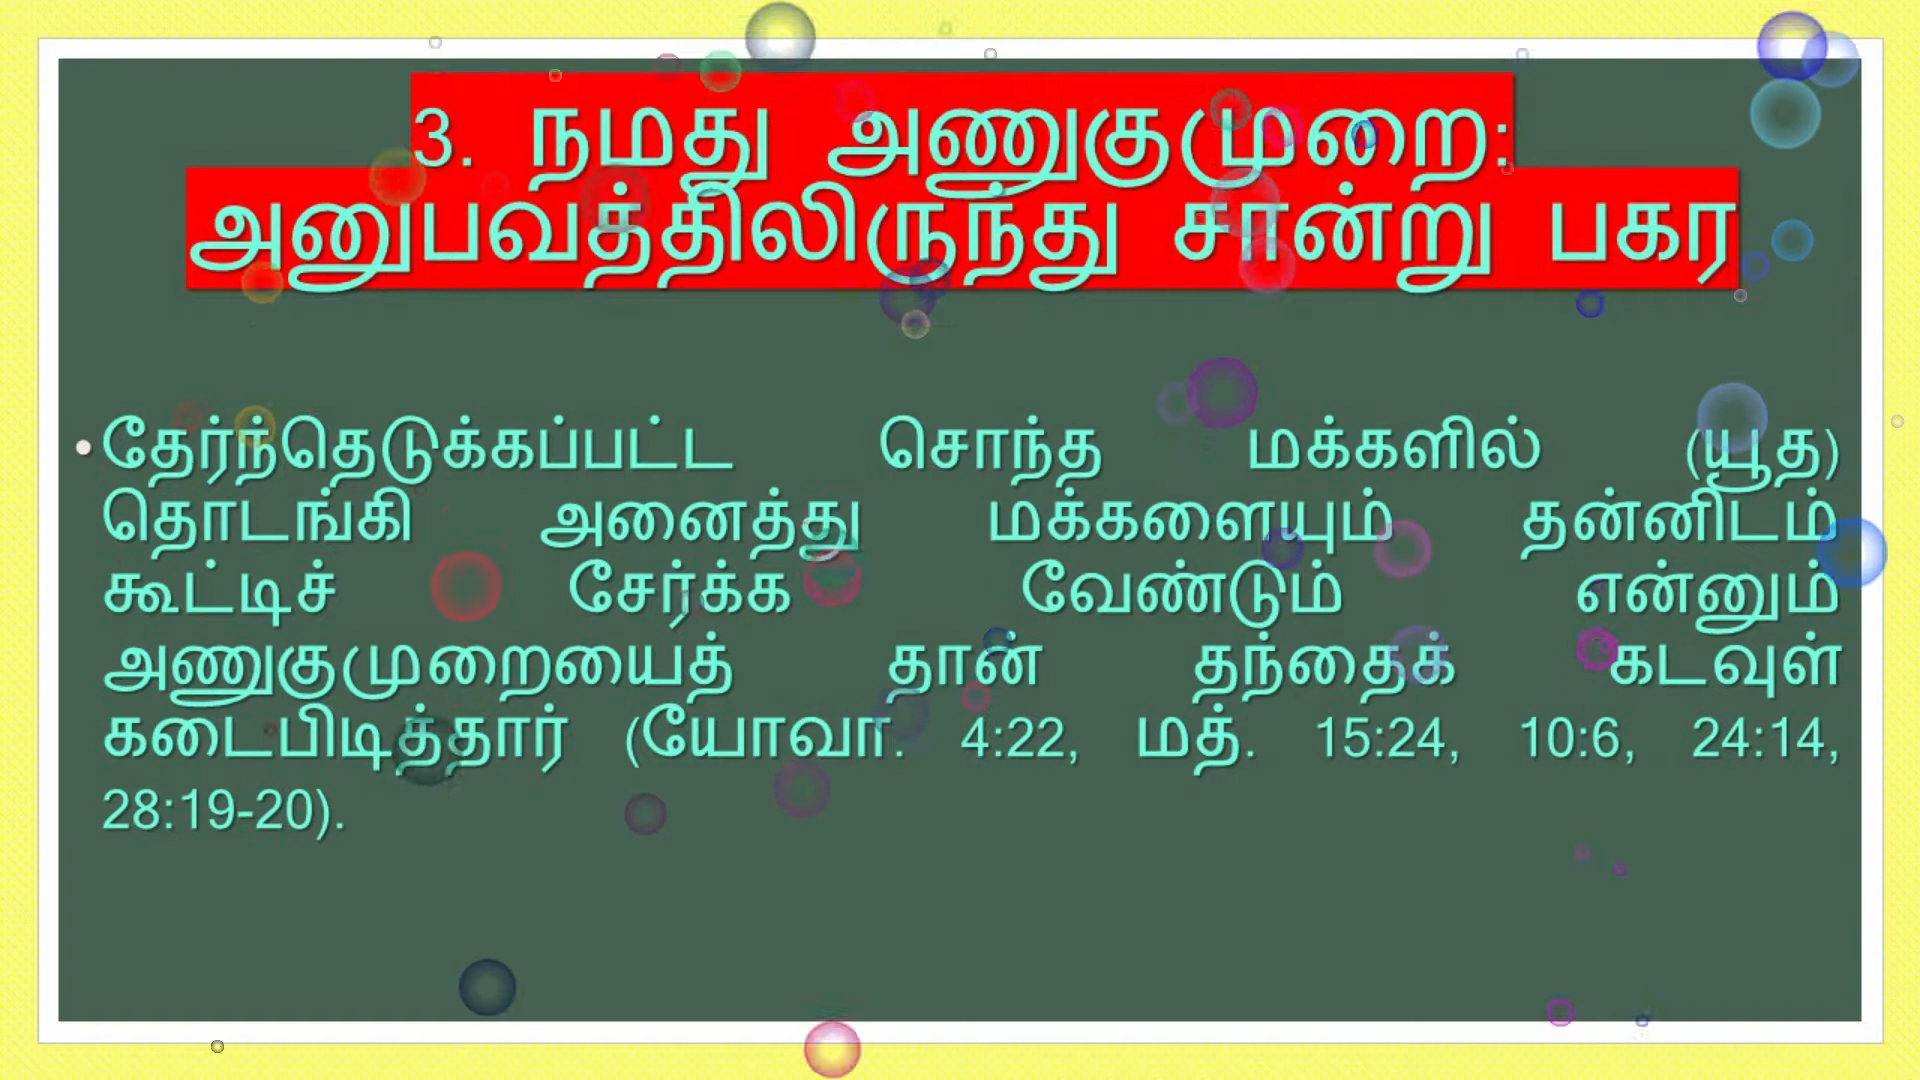 3. நமது அணுகுமுறை:
அனுபவத்திலிருந்து சான்று பகர
• தேர்ந்தெடுக்கப்பட்ட சொந்த மக்களில் (யூத)
தொடங்கி அனைத்து மக்களையும் தன்னிடம்
கூட்டிச் சேர்க்க வேண்டும் என்னும்
அணுகுமுறையைத் தான் தந்தைக் கடவுள்
கடைபிடித்தார் (யோவா. 4:22, மத். 15:24, 10:6, 24:14,
28:19-20).